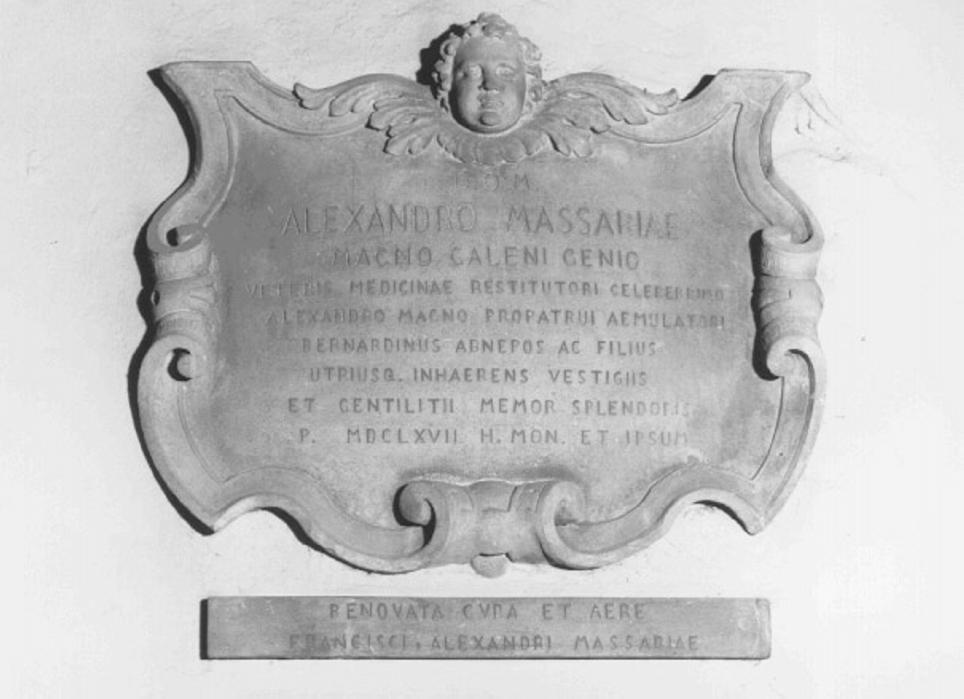 D.O.M.
ALEXANDRO MASSARIAE
MAGNO GALENI GENIO
VETERIS MEDICINAE RESTITUTORI CELEBERRIMO
ALEXANDRO MAGNO PROPATRUI AEMULATORI
BERNARDINUS ABNEPOS AC FILIUS
UTRIUSQ. INHAERENS VESTIGIIS
ET GENTILITII MEMOR SPLENDORIS
P. MDCLXVII H. MON. ET IPSUM
RENOVATA CVRA ET AERE
FRANCISCI, ALEXANDRI MASSARIAE